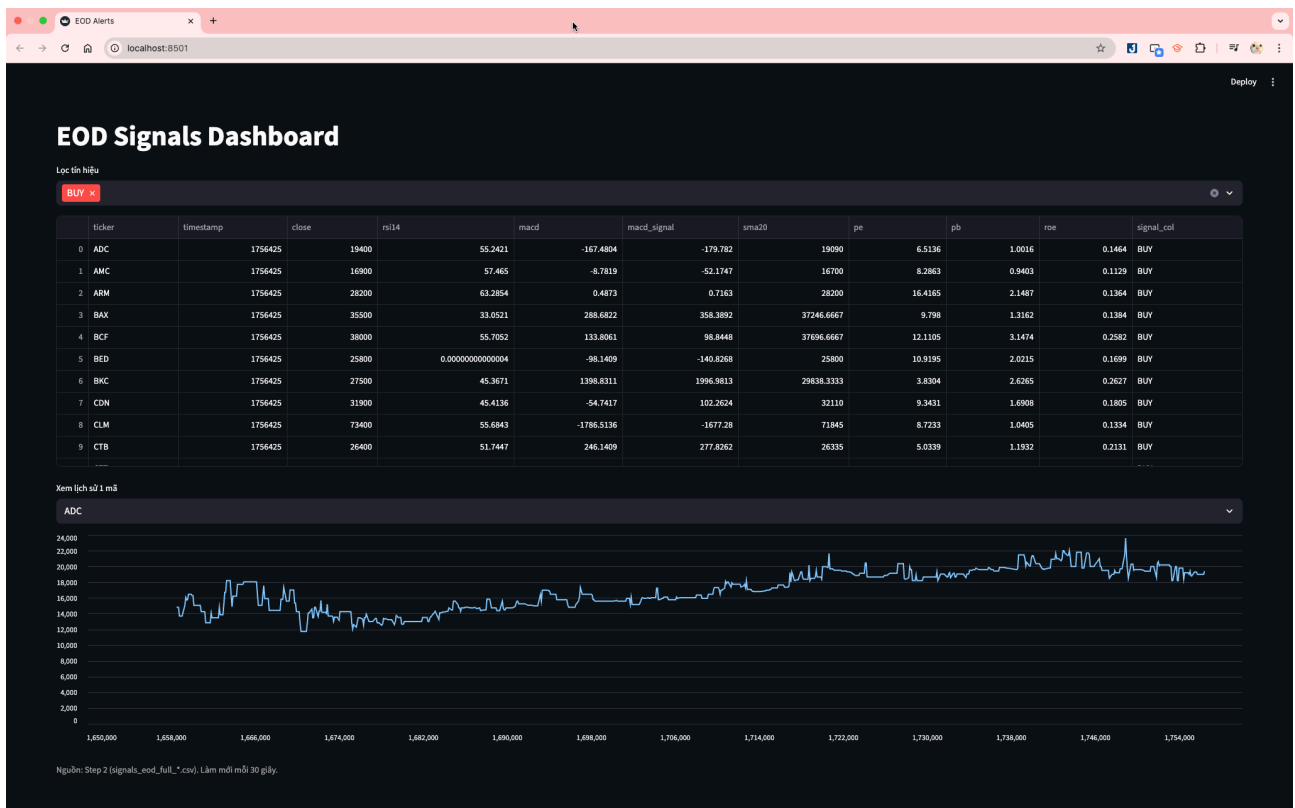 EOD Alerts
localhost:8501
Deploy
EOD Signals Dashboard
Lọc tín hiệu
BUY
ticker timestamp close rsi14 macd macd_signal sma20 pe pb roe signal_col
0 ADC 1756425 19400 55.2421 -167.4804 -179.782 19090 6.5136 1.0016 0.1464 BUY
1 AMC 1756425 16900 57.465 -8.7819 -52.1747 16700 8.2863 0.9403 0.1129 BUY
2 ARM 1756425 28200 63.2854 0.4873 0.7163 28200 16.4165 2.1487 0.1364 BUY
3 BAX 1756425 35500 33.0521 288.6822 358.3892 37246.6667 9.798 1.3162 0.1384 BUY
4 BCF 1756425 38000 55.7052 133.8061 98.8448 37696.6667 12.1105 3.1474 0.2582 BUY
5 BED 1756425 25800 0.0000000000004 -98.1409 -140.8268 25800 10.9195 2.0215 0.1699 BUY
6 BKC 1756425 27500 45.3671 1398.8311 1996.9813 29838.3333 3.8304 2.6265 0.2627 BUY
7 CDN 1756425 31900 45.4136 -54.7417 102.2624 32110 9.3431 1.6908 0.1805 BUY
8 CLM 1756425 73400 55.6843 -1786.5136 -1677.28 71845 8.7233 1.0405 0.1334 BUY
9 CTB 1756425 26400 51.7447 246.1409 277.8262 26335 5.0339 1.1932 0.2131 BUY
Xem lịch sử 1 mã
ADC
24,000
22,000
20,000
18,000
16,000
14,000
12,000
10,000
8,000
6,000
4,000
2,000
0
1,650,000 1,658,000 1,666,000 1,674,000 1,682,000 1,690,000 1,698,000 1,706,000 1,714,000 1,722,000 1,730,000 1,738,000 1,746,000 1,754,000
Nguồn: Step 2 (signals_eod_full_*.csv). Làm mới mỗi 30 giây.